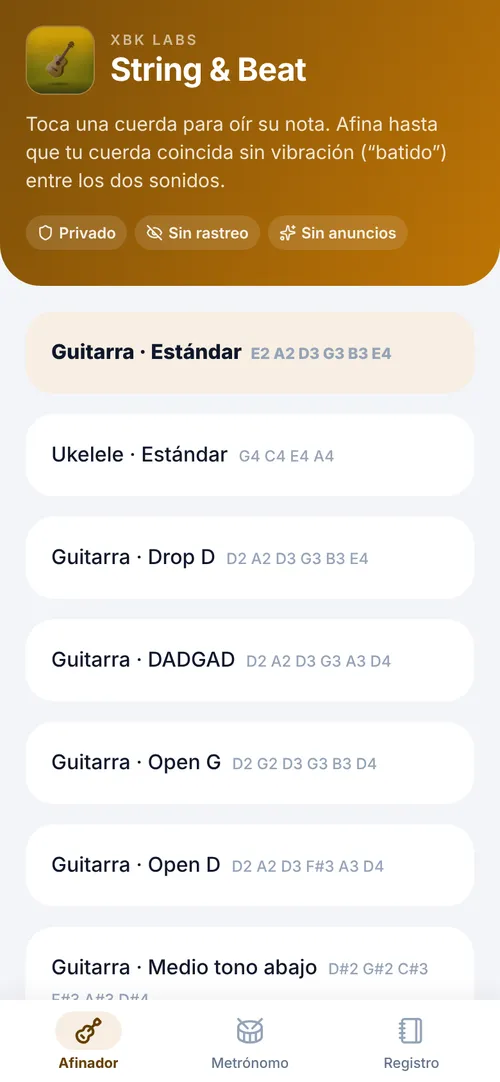 XBK LABS
String & Beat
Toca una cuerda para oír su nota. Afina hasta
que tu cuerda coincida sin vibración (“batido”)
entre los dos sonidos.
Privado
Sin rastreo
Sin anuncios
Guitarra · Estándar E2 A2 D3 G3 B3 E4
Ukelele · Estándar G4 C4 E4 A4
Guitarra · Drop D D2 A2 D3 G3 B3 E4
Guitarra · DADGAD D2 A2 D3 G3 A3 D4
Guitarra · Open G D2 G2 D3 G3 B3 D4
Guitarra · Open D D2 A2 D3 F#3 A3 D4
Guitarra · Medio tono abajo D#2 G#2 C#3
F#3 A#3 D#4
Afinador
Metrónomo
Registro